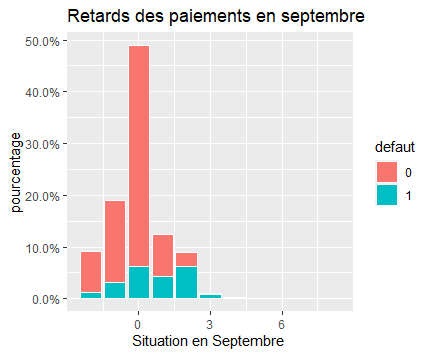 Retards des paiements en septembre
50.0%
40.0%
30.0%
20.0%
10.0%
0.0%
pourcentage
0 3 6
Situation en Septembre
defaut
0
1